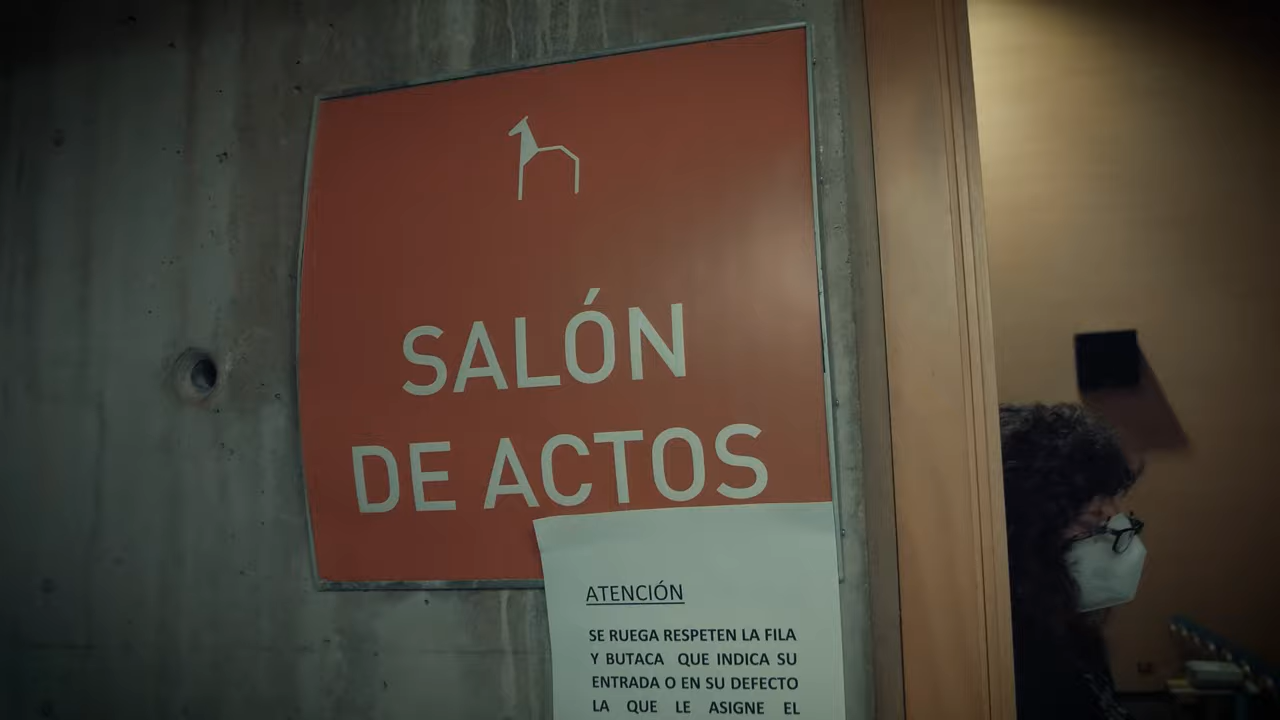 SALÓN
DE ACTOS
ATENCIÓN
SE RUEGA RESPETEN LA FILA
Y BUTACA QUE INDICA SU
ENTRADA O EN SU DEFECTO
LA QUE LE ASIGNE EL